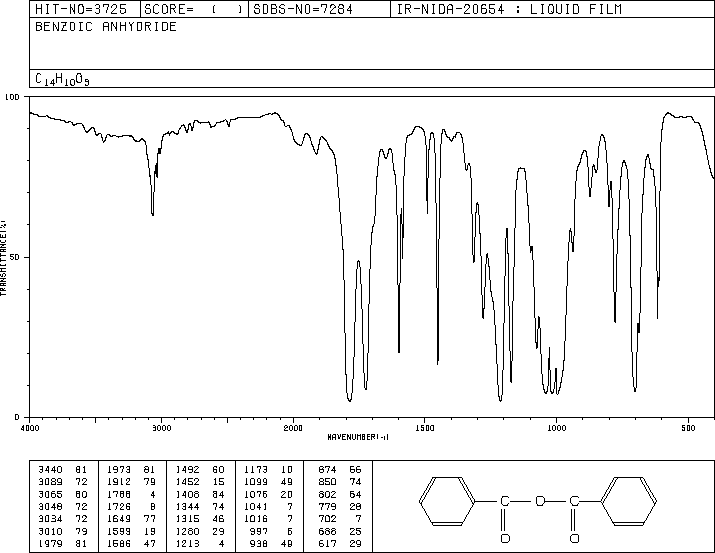 HIT-NO=3725 SCORE= ( ) SDBS-NO=7284 IR-NIDA-20654 : LIQUID FILM
BENZOIC ANHYDRIDE
C14H10O3
100
50
0
TRANSMITTANCE(%)
4000 3000 2000 1500 1000 500
WAVENUMBER(-1)
3440 81 1973 81 1492 60 1173 10 874 66
3089 72 1912 79 1452 15 1099 49 850 74
3065 60 1788 4 1408 84 1076 20 802 64
3048 72 1726 8 1344 74 1041 7 779 28
3034 72 1649 77 1315 46 1016 7 702 7
3010 79 1599 19 1280 29 997 6 688 25
1979 81 1586 47 1213 4 938 49 617 29
C O C
O O